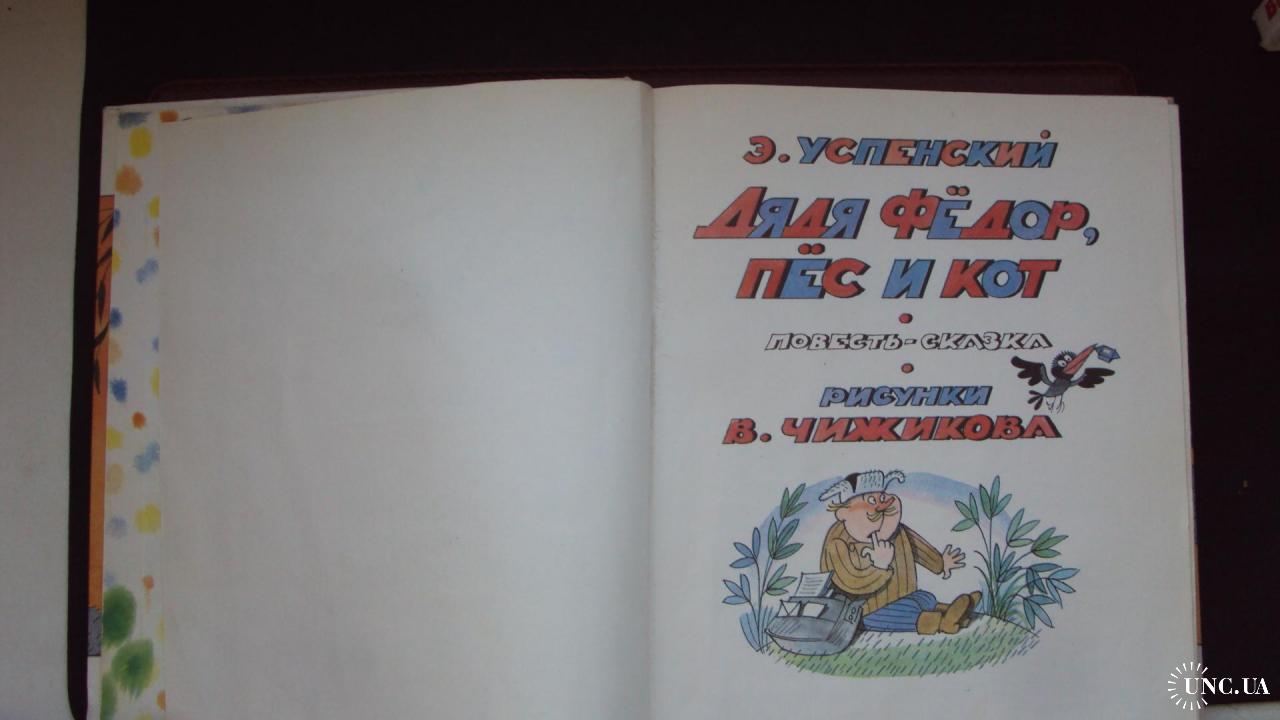 Э. УСПЕНСКИЙ
ДЯДЯ ФЁДОР,
ПЁС И КОТ
ПОВЕСТЬ-СКАЗКА
РИСУНКИ
В. ЧИЖИКОВА
UNC.UA